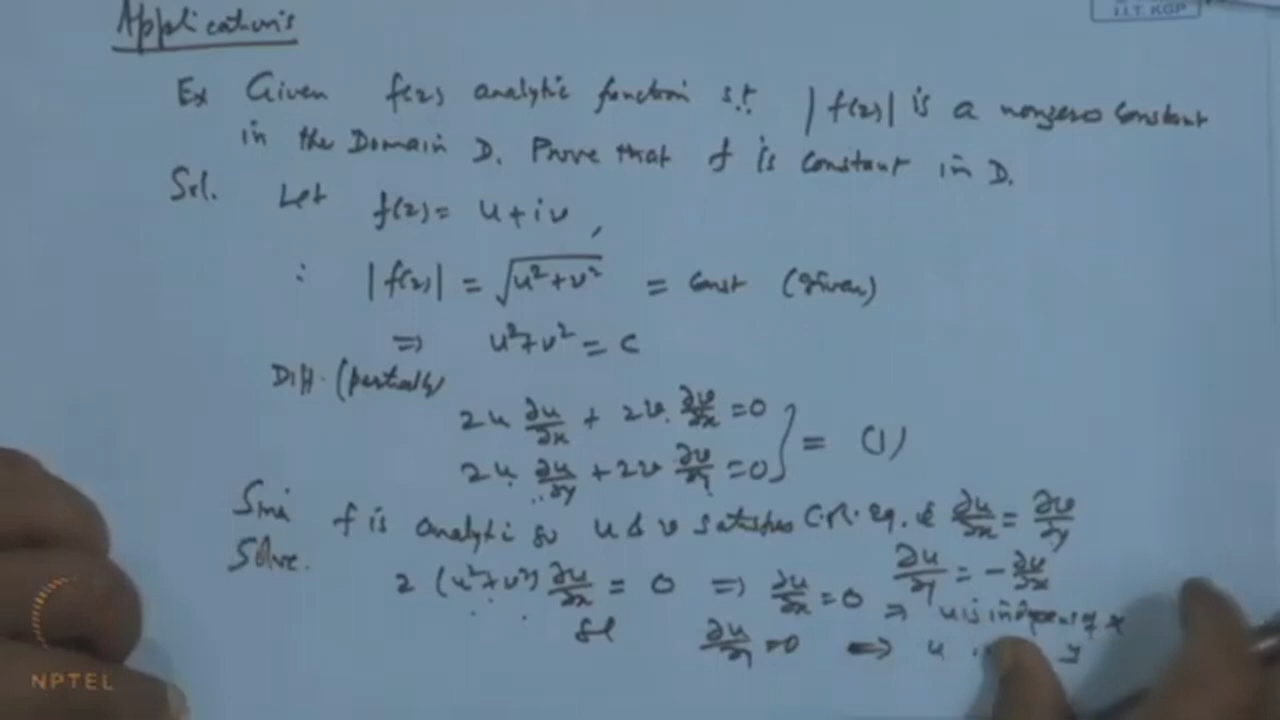 Applications
I.I.T. KGP
Ex Given f(z) analytic function s.t. |f(z)| is a nonzero constant
in the Domain D. Prove that f is constant in D.
Sol. Let f(z) = u + iv,
∴ |f(z)| = √(u² + v²) = Const (given)
⇒ u² + v² = c
Diff. (partially
2u ∂u/∂x + 2v. ∂v/∂x = 0
2u. ∂u/∂y + 2v ∂v/∂y = 0 } = (1)
Since f is analytic so u & v satisfies C.R. Eq. ∂u/∂x = ∂v/∂y
∂u/∂y = -∂v/∂x
Solve. 2 (u² + v²) ∂u/∂x = 0 ⇒ ∂u/∂x = 0 ⇒ u is indep of x
∂u/∂y = 0 ⇒ u y
NPTEL